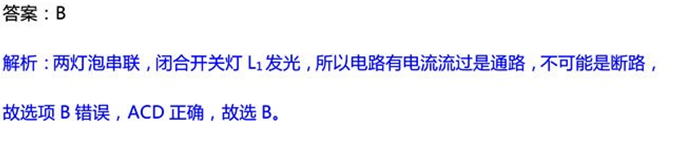 答案：B
解析：两灯泡串联，闭合开关灯 L₁发光，所以电路有电流流过是通路，不可能是断路，
故选项 B 错误，ACD 正确，故选 B。